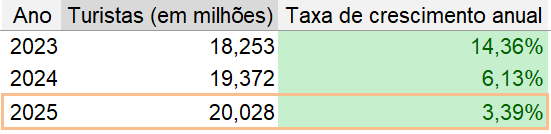 Ano Turistas (em milhões) Taxa de crescimento anual
2023 18,253 14,36%
2024 19,372 6,13%
2025 20,028 3,39%